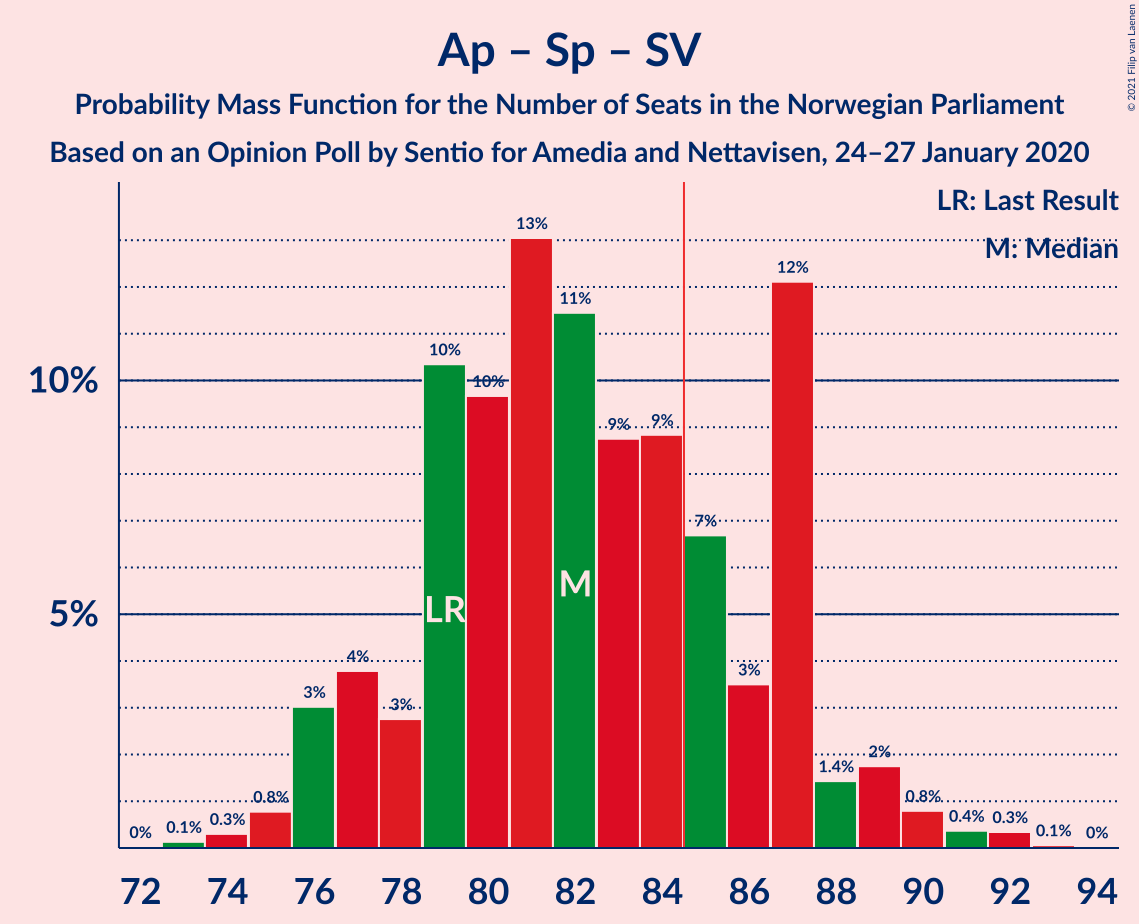 © 2021 Filip van Laenen
Ap – Sp – SV
Probability Mass Function for the Number of Seats in the Norwegian Parliament
Based on an Opinion Poll by Sentio for Amedia and Nettavisen, 24–27 January 2020
LR: Last Result
M: Median
10%
5%
0%
0.1%
0.3%
0.8%
3%
4%
3%
10%
10%
13%
11%
9%
9%
7%
3%
12%
1.4%
2%
0.8%
0.4%
0.3%
0.1%
0%
LR
M
72 74 76 78 80 82 84 86 88 90 92 94